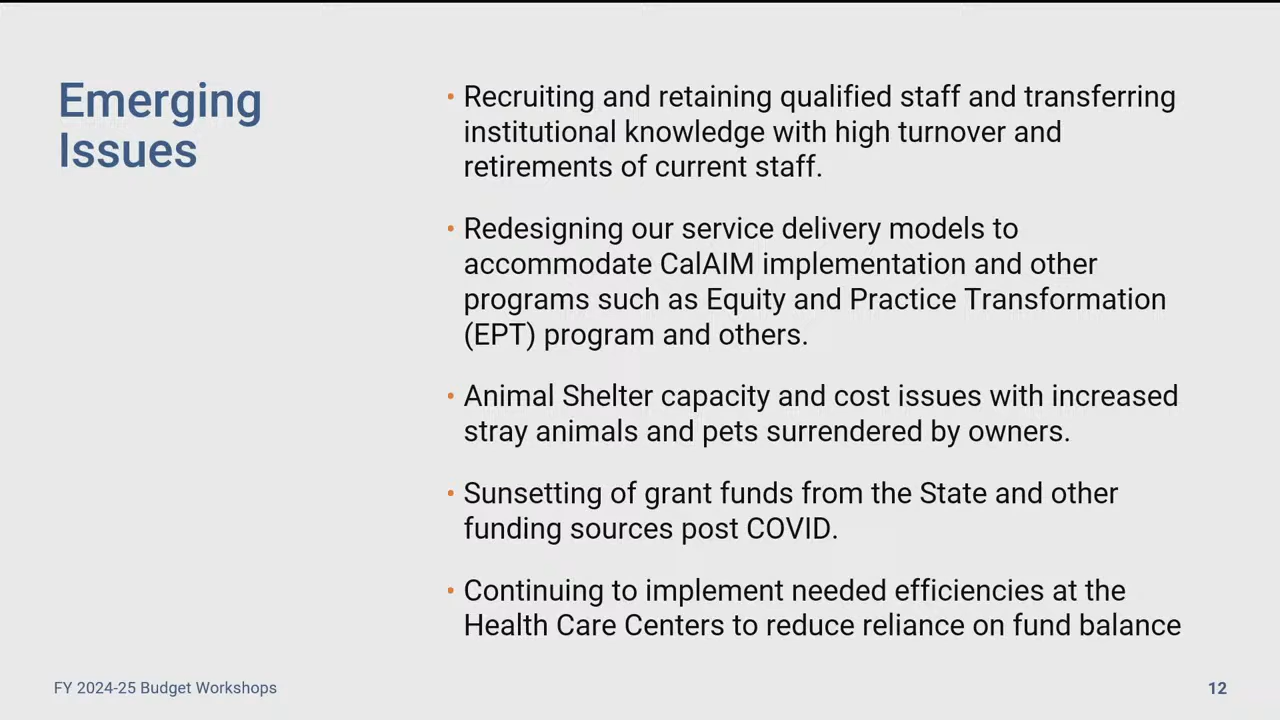 Emerging
Issues
• Recruiting and retaining qualified staff and transferring
institutional knowledge with high turnover and
retirements of current staff.
• Redesigning our service delivery models to
accommodate CalAIM implementation and other
programs such as Equity and Practice Transformation
(EPT) program and others.
• Animal Shelter capacity and cost issues with increased
stray animals and pets surrendered by owners.
• Sunsetting of grant funds from the State and other
funding sources post COVID.
• Continuing to implement needed efficiencies at the
Health Care Centers to reduce reliance on fund balance
FY 2024-25 Budget Workshops
12